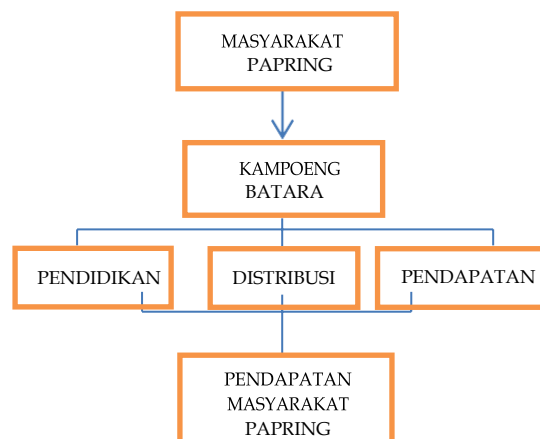 MASYARAKAT
PAPRING
KAMPOENG
BATARA
PENDIDIKAN
DISTRIBUSI
PENDAPATAN
PENDAPATAN
MASYARAKAT
PAPRING